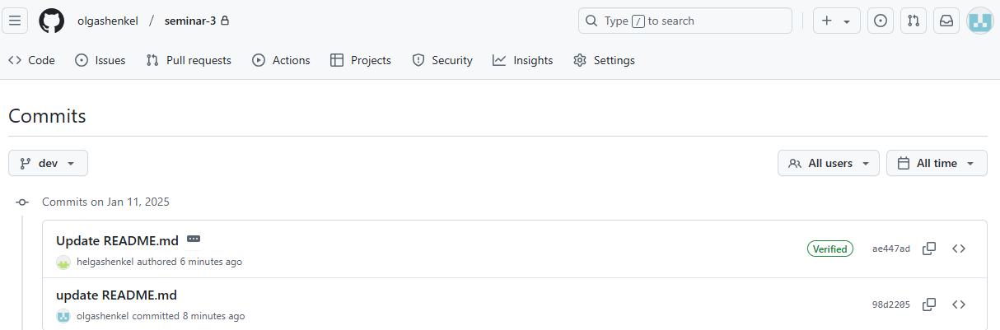 olgashenkel / seminar-3
Type / to search
Code Issues Pull requests Actions Projects Security Insights Settings
Commits
dev All users All time
Commits on Jan 11, 2025
Update README.md
Verified ae447ad
helgashenkel authored 6 minutes ago
update README.md
98d2205
olgashenkel committed 8 minutes ago